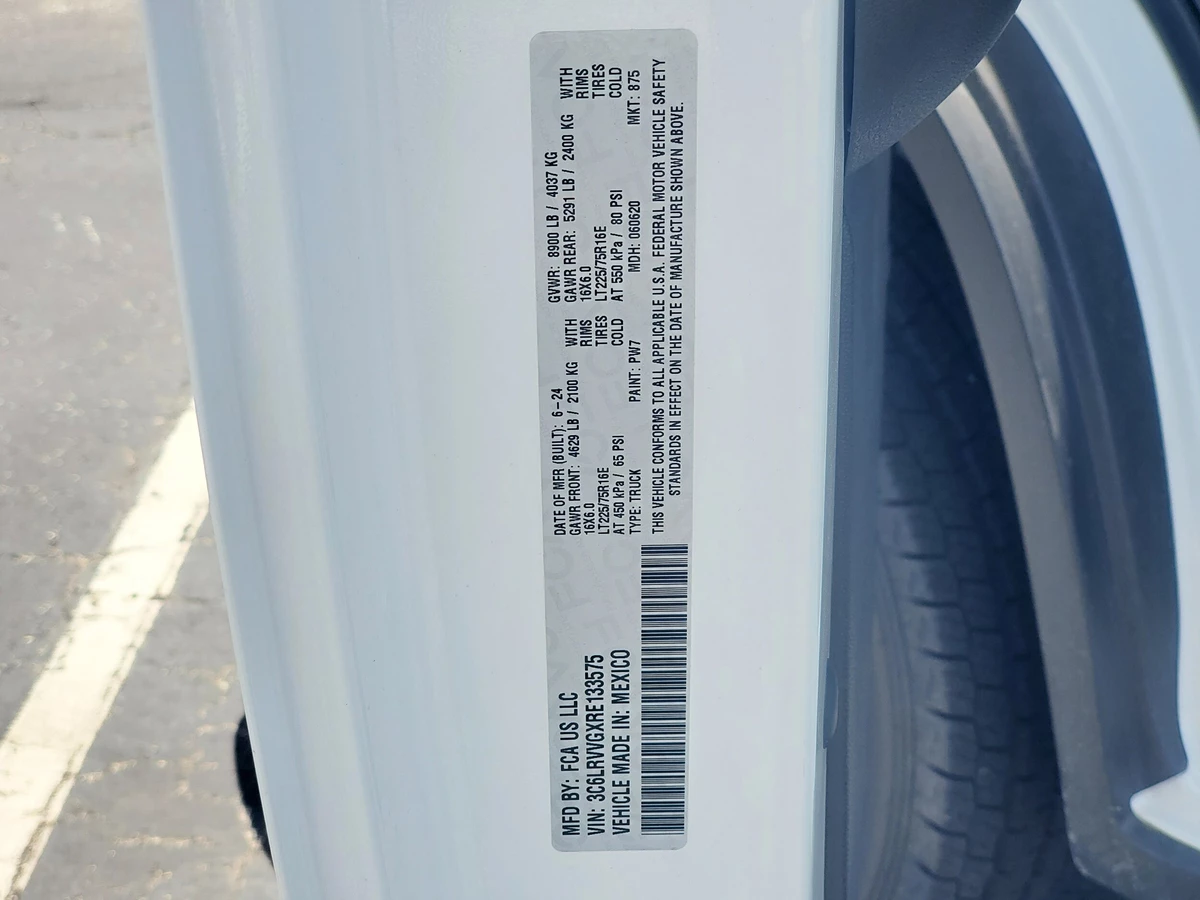 MFD BY: FCA US LLC
VIN: 3C6LRVVGXRE133575
VEHICLE MADE IN: MEXICO
DATE OF MFR (BUILT): 6-24 GVWR: 8900 LB / 4037 KG
GAWR FRONT: 4629 LB / 2100 KG WITH GAWR REAR: 5291 LB / 2400 KG WITH
16X6.0 RIMS 16X6.0 RIMS
LT225/75R16E TIRES LT225/75R16E TIRES
AT 450 kPa / 65 PSI COLD AT 550 kPa / 80 PSI COLD
TYPE: TRUCK PAINT: PW7 MDH: 060620 MKT: 875
THIS VEHICLE CONFORMS TO ALL APPLICABLE U.S.A. FEDERAL MOTOR VEHICLE SAFETY
STANDARDS IN EFFECT ON THE DATE OF MANUFACTURE SHOWN ABOVE.